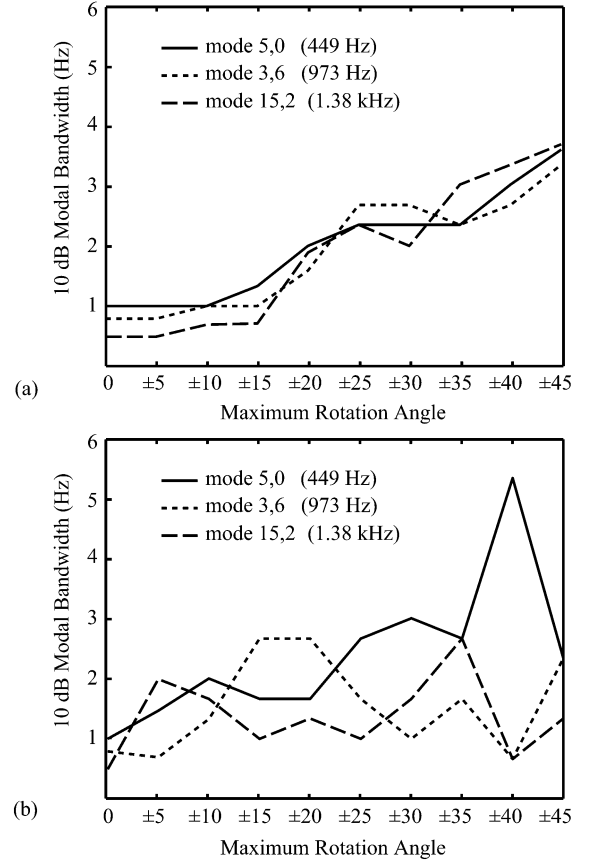 6
5
4
3
2
1
10 dB Modal Bandwidth (Hz)
mode 5,0 (449 Hz)
mode 3,6 (973 Hz)
mode 15,2 (1.38 kHz)
0 ±5 ±10 ±15 ±20 ±25 ±30 ±35 ±40 ±45
(a)
Maximum Rotation Angle
6
5
4
3
2
1
10 dB Modal Bandwidth (Hz)
mode 5,0 (449 Hz)
mode 3,6 (973 Hz)
mode 15,2 (1.38 kHz)
0 ±5 ±10 ±15 ±20 ±25 ±30 ±35 ±40 ±45
(b)
Maximum Rotation Angle